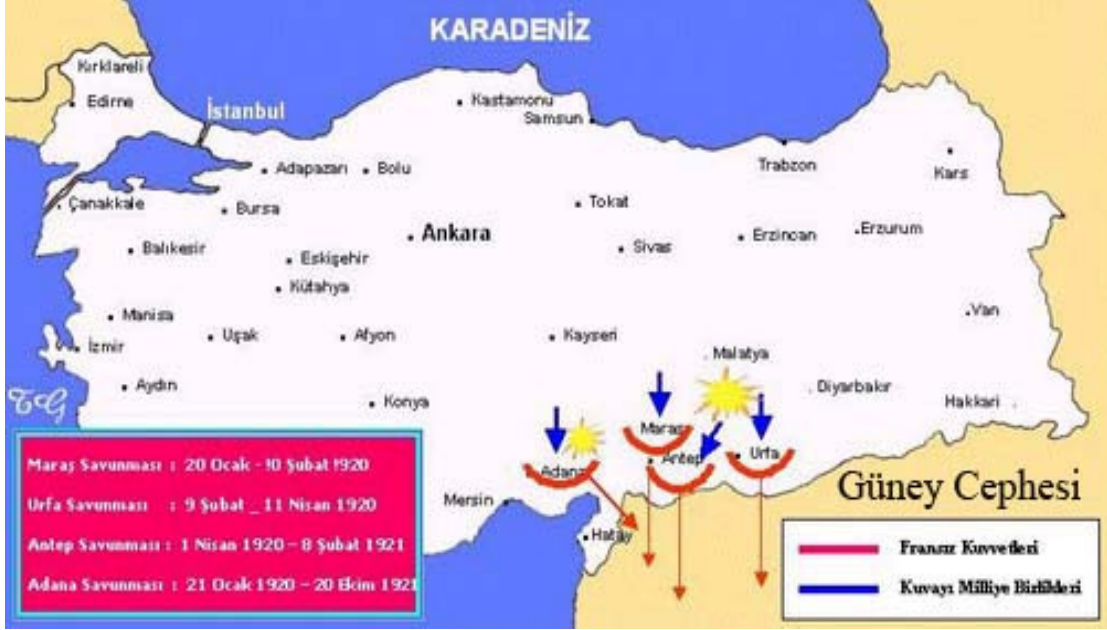 KARADENİZ
Kırklareli
Edirne
İstanbul
Kastamonu
Samsun
Adapazarı
Bolu
Trabzon
Kars
Çanakkale
Bursa
Tokat
Ankara
Erzincan
Erzurum
Balıkesir
Eskişehir
Sivas
Kütahya
Manisa
Van
Uşak
Afyon
Kayseri
İzmir
Malatya
Aydın
Diyarbakır
Konya
Hakkari
TG
Maraş
Antep
Urfa
Adana
Mersin
Hatay
Maraş Savunması : 20 Ocak - 10 Şubat 1920
Urfa Savunması : 9 Şubat _ 11 Nisan 1920
Antep Savunması : 1 Nisan 1920 – 8 Şubat 1921
Adana Savunması : 21 Ocak 1920 – 20 Ekim 1921
Güney Cephesi
Fransız Kuvvetleri
Kuvayı Milliye Birlikleri